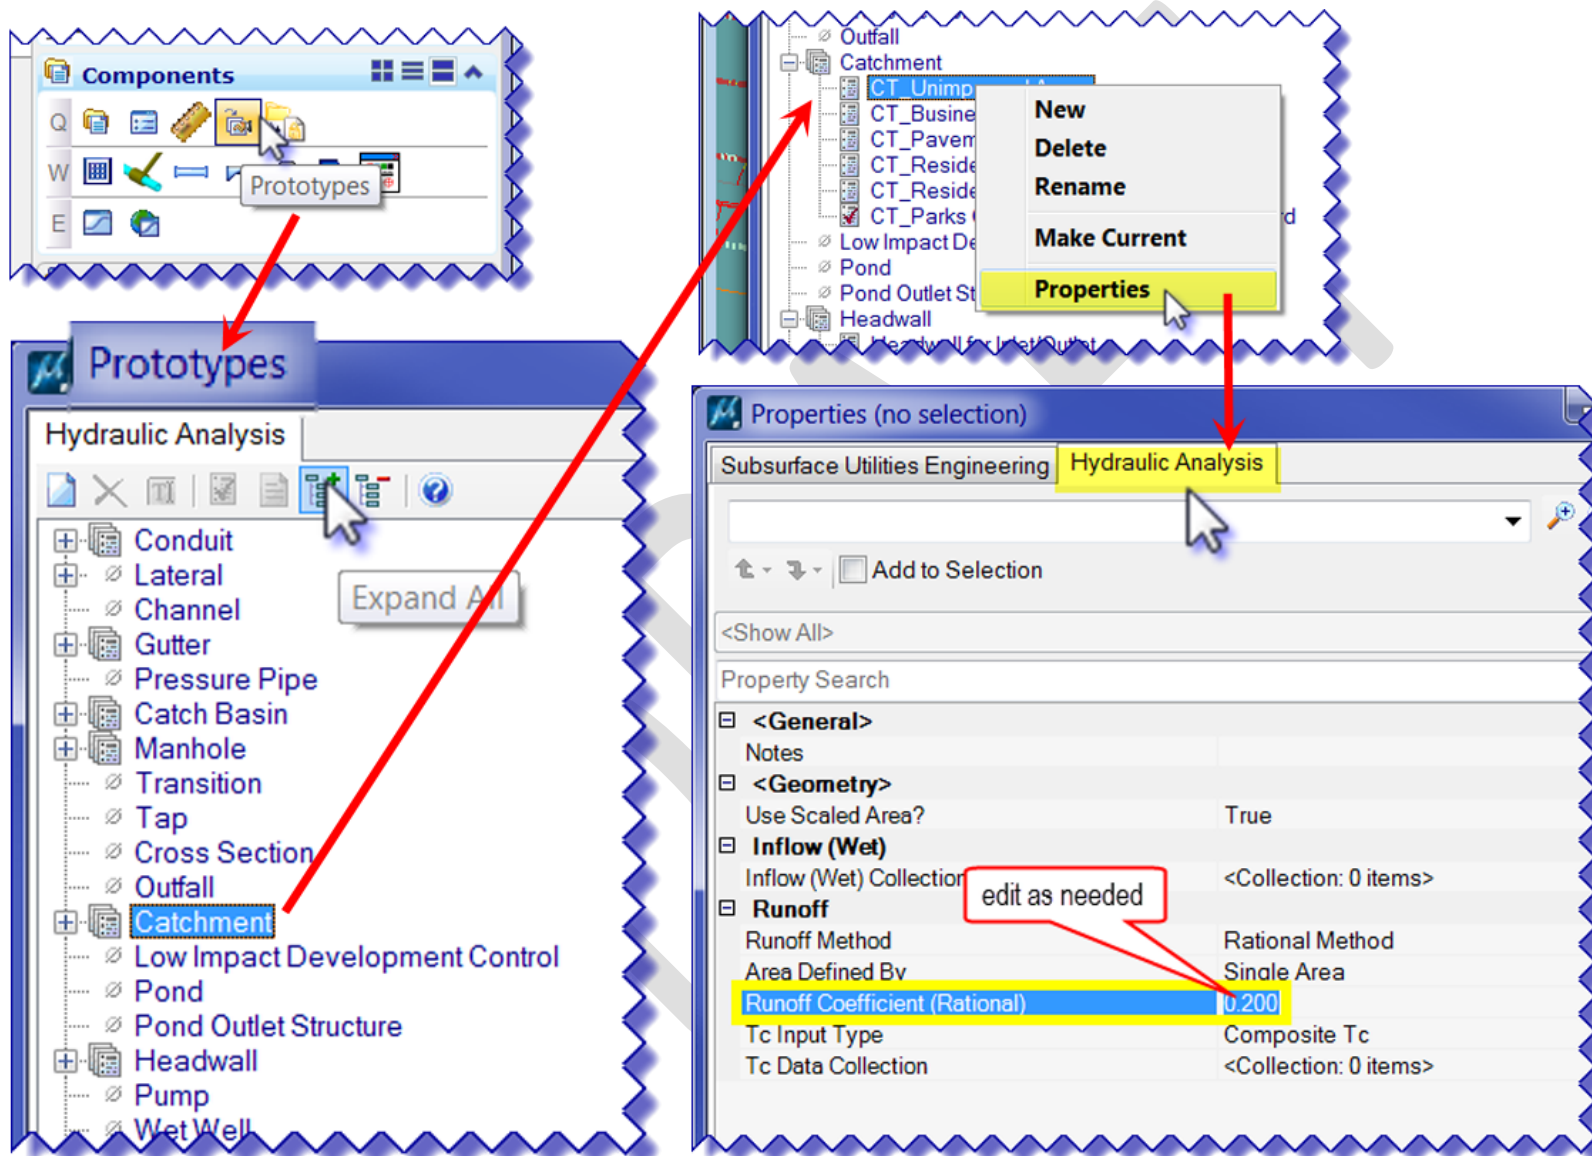 Components
Q
W
Prototypes
E
Prototypes
Hydraulic Analysis
Expand All
Conduit
Lateral
Channel
Gutter
Pressure Pipe
Catch Basin
Manhole
Transition
Tap
Cross Section
Outfall
Catchment
Low Impact Development Control
Pond
Pond Outlet Structure
Headwall
Pump
Wet Well
Outfall
Catchment
CT_Unimp
CT_Busine
CT_Pavem
CT_Reside
CT_Reside
CT_Parks
Low Impact De
Pond
Pond Outlet St
Headwall
Headwall for Inlet/Outlet
New
Delete
Rename
Make Current
Properties
Properties (no selection)
Subsurface Utilities Engineering Hydraulic Analysis
Add to Selection
<Show All>
Property Search
<General>
Notes
<Geometry>
Use Scaled Area? True
Inflow (Wet)
Inflow (Wet) Collection <Collection: 0 items>
edit as needed
Runoff
Runoff Method Rational Method
Area Defined By Single Area
Runoff Coefficient (Rational) 0.200
Tc Input Type Composite Tc
Tc Data Collection <Collection: 0 items>